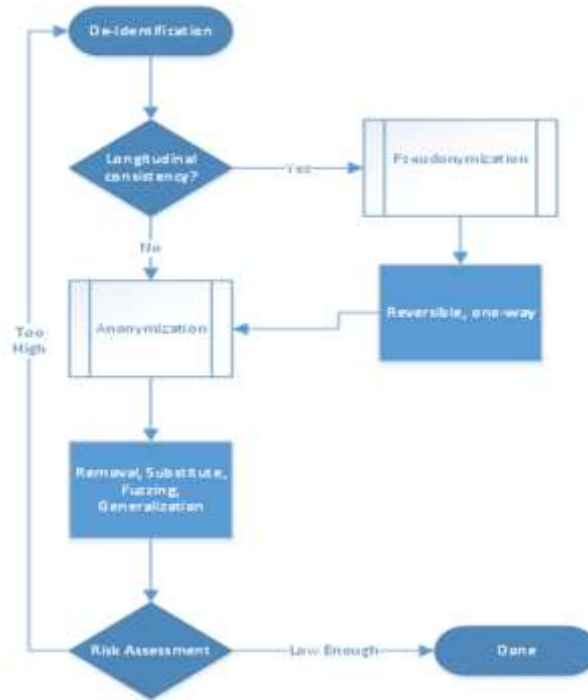 De-Identification
Longitudinal
consistency?
Yes
Pseudonymization
No
Reversible, one-way
Anonymization
Too
High
Removal, Substitute,
Fuzzing,
Generalization
Risk Assessment
Low Enough
Done